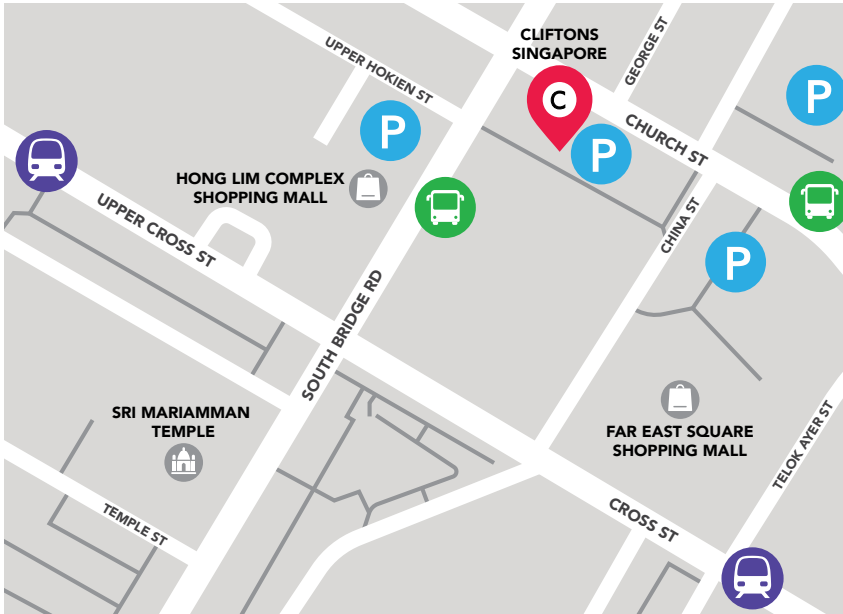 CLIFTONS
SINGAPORE
GEORGE ST
UPPER HOKIEN ST
C
P
P
P
CHURCH ST
HONG LIM COMPLEX
SHOPPING MALL
UPPER CROSS ST
CHINA ST
P
SOUTH BRIDGE RD
SRI MARIAMMAN
TEMPLE
FAR EAST SQUARE
SHOPPING MALL
TELOK AYER ST
TEMPLE ST
CROSS ST